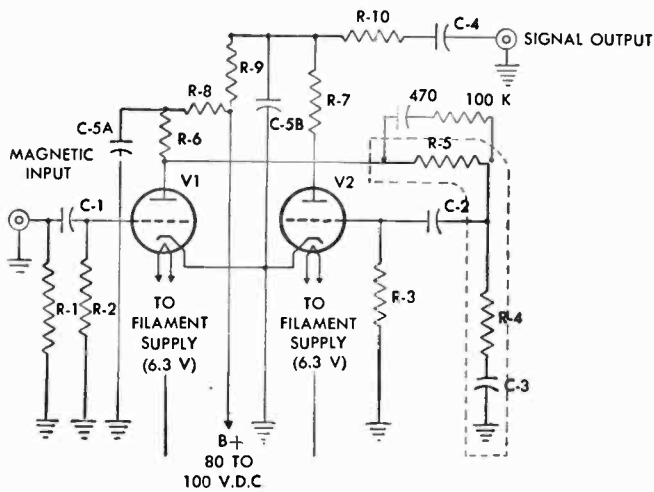 R-10
C-4
SIGNAL OUTPUT
R-9
R-8
R-7
470
100 K
C-5A
R-6
C-5B
R-5
MAGNETIC
INPUT
V1
V2
C-1
C-2
R-1
R-2
R-3
R-4
TO
FILAMENT
SUPPLY
(6.3 V)
TO
FILAMENT
SUPPLY
(6.3 V)
C-3
B+
80 TO
100 V.D.C